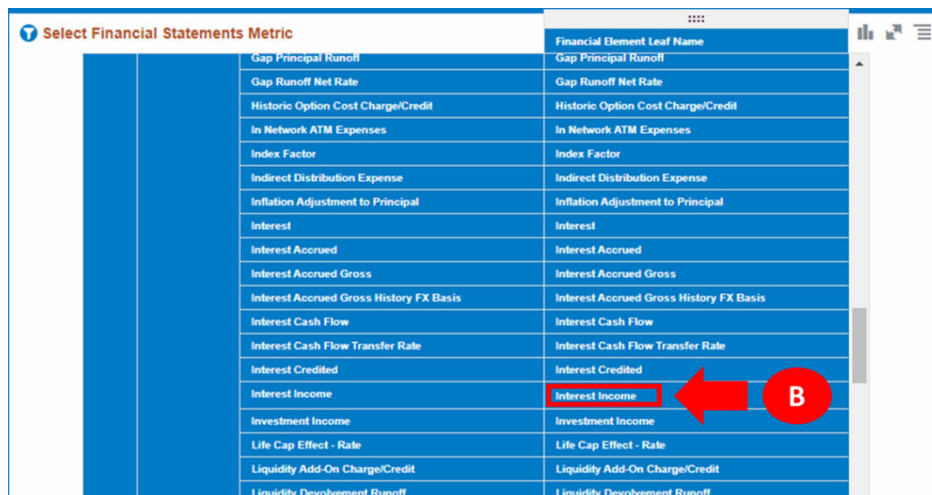 Select Financial Statements Metric
Financial Element Leaf Name
Gap Principal Runoff Gap Principal Runoff
Gap Runoff Net Rate Gap Runoff Net Rate
Historic Option Cost Charge/Credit Historic Option Cost Charge/Credit
In Network ATM Expenses In Network ATM Expenses
Index Factor Index Factor
Indirect Distribution Expense Indirect Distribution Expense
Inflation Adjustment to Principal Inflation Adjustment to Principal
Interest Interest
Interest Accrued Interest Accrued
Interest Accrued Gross Interest Accrued Gross
Interest Accrued Gross History FX Basis Interest Accrued Gross History FX Basis
Interest Cash Flow Interest Cash Flow
Interest Cash Flow Transfer Rate Interest Cash Flow Transfer Rate
Interest Credited Interest Credited
Interest Income Interest Income B
Investment Income Investment Income
Life Cap Effect - Rate Life Cap Effect - Rate
Liquidity Add-On Charge/Credit Liquidity Add-On Charge/Credit
Liquidity Devolvement Runoff Liquidity Devolvement Runoff